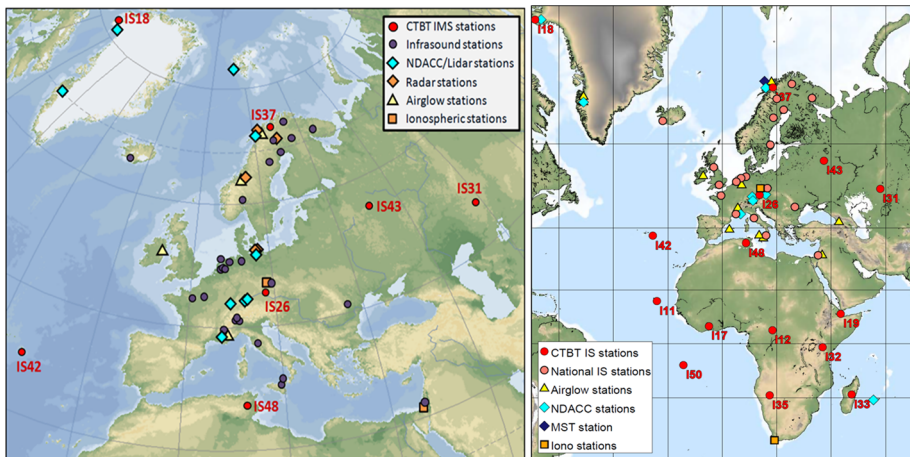 IS18
CTBT IMS stations
Infrasound stations
NDACC/Lidar stations
Radar stations
Airglow stations
Ionospheric stations
IS37
IS43
IS31
IS26
IS42
IS48
I18
I43
I31
I26
I42
I48
I11
I17
I12
I19
I32
I50
I35
I33
CTBT IS stations
National IS stations
Airglow stations
NDACC stations
MST station
Iono stations